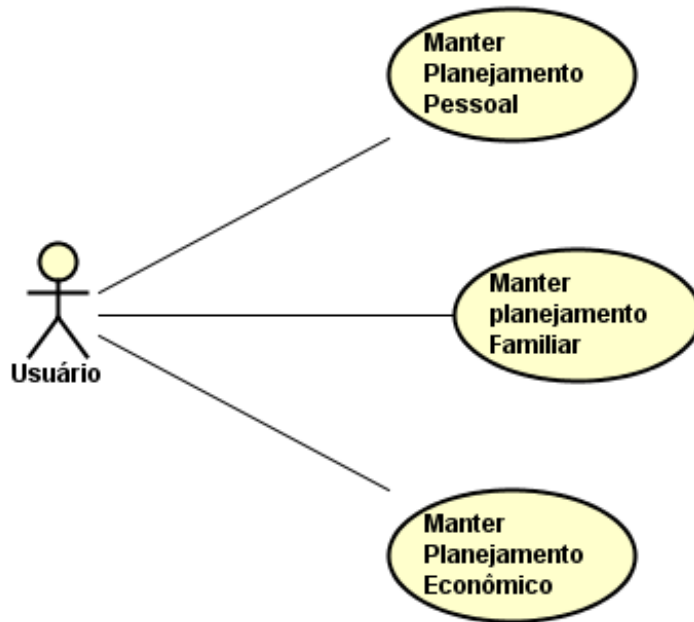 Manter
Planejamento
Pessoal
Manter
planejamento
Familiar
Usuário
Manter
Planejamento
Econômico